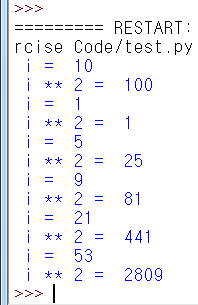 >>>
========= RESTART:
rcise Code/test.py
i =  10
i ** 2 =  100
i =  1
i ** 2 =  1
i =  5
i ** 2 =  25
i =  9
i ** 2 =  81
i =  21
i ** 2 =  441
i =  53
i ** 2 =  2809
>>>